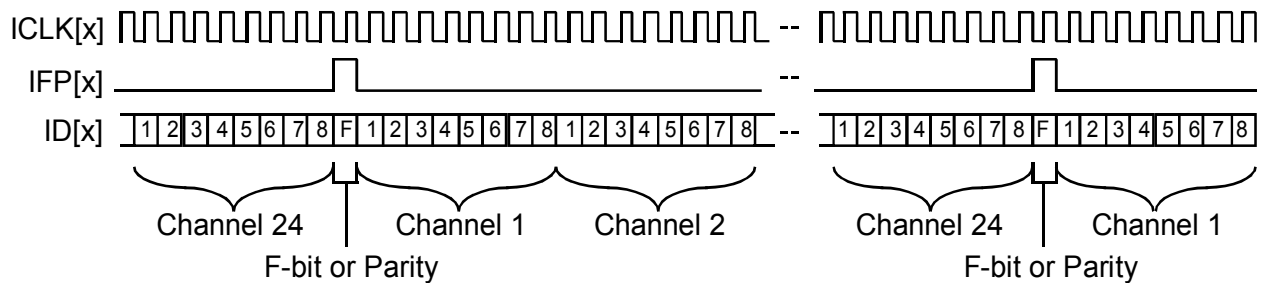 ICLK[x] --
IFP[x] --
ID[x] 1 2 3 4 5 6 7 8 F 1 2 3 4 5 6 7 8 1 2 3 4 5 6 7 8 -- 1 2 3 4 5 6 7 8 F 1 2 3 4 5 6 7 8
Channel 24 Channel 1 Channel 2 Channel 24 Channel 1
F-bit or Parity F-bit or Parity